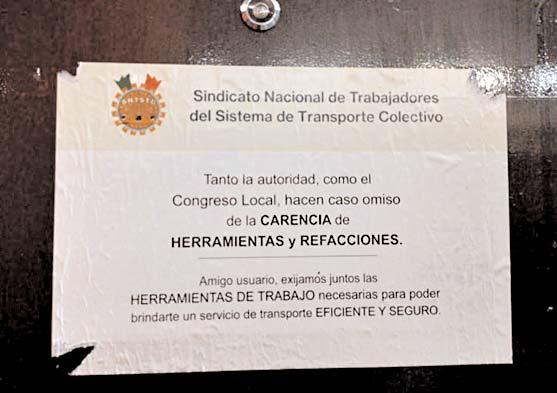 SNTSTC
Sindicato Nacional de Trabajadores
del Sistema de Transporte Colectivo
Tanto la autoridad, como el
Congreso Local, hacen caso omiso
de la CARENCIA de
HERRAMIENTAS y REFACCIONES.
Amigo usuario, exijamos juntos las
HERRAMIENTAS DE TRABAJO necesarias para poder
brindarte un servicio de transporte EFICIENTE Y SEGURO.